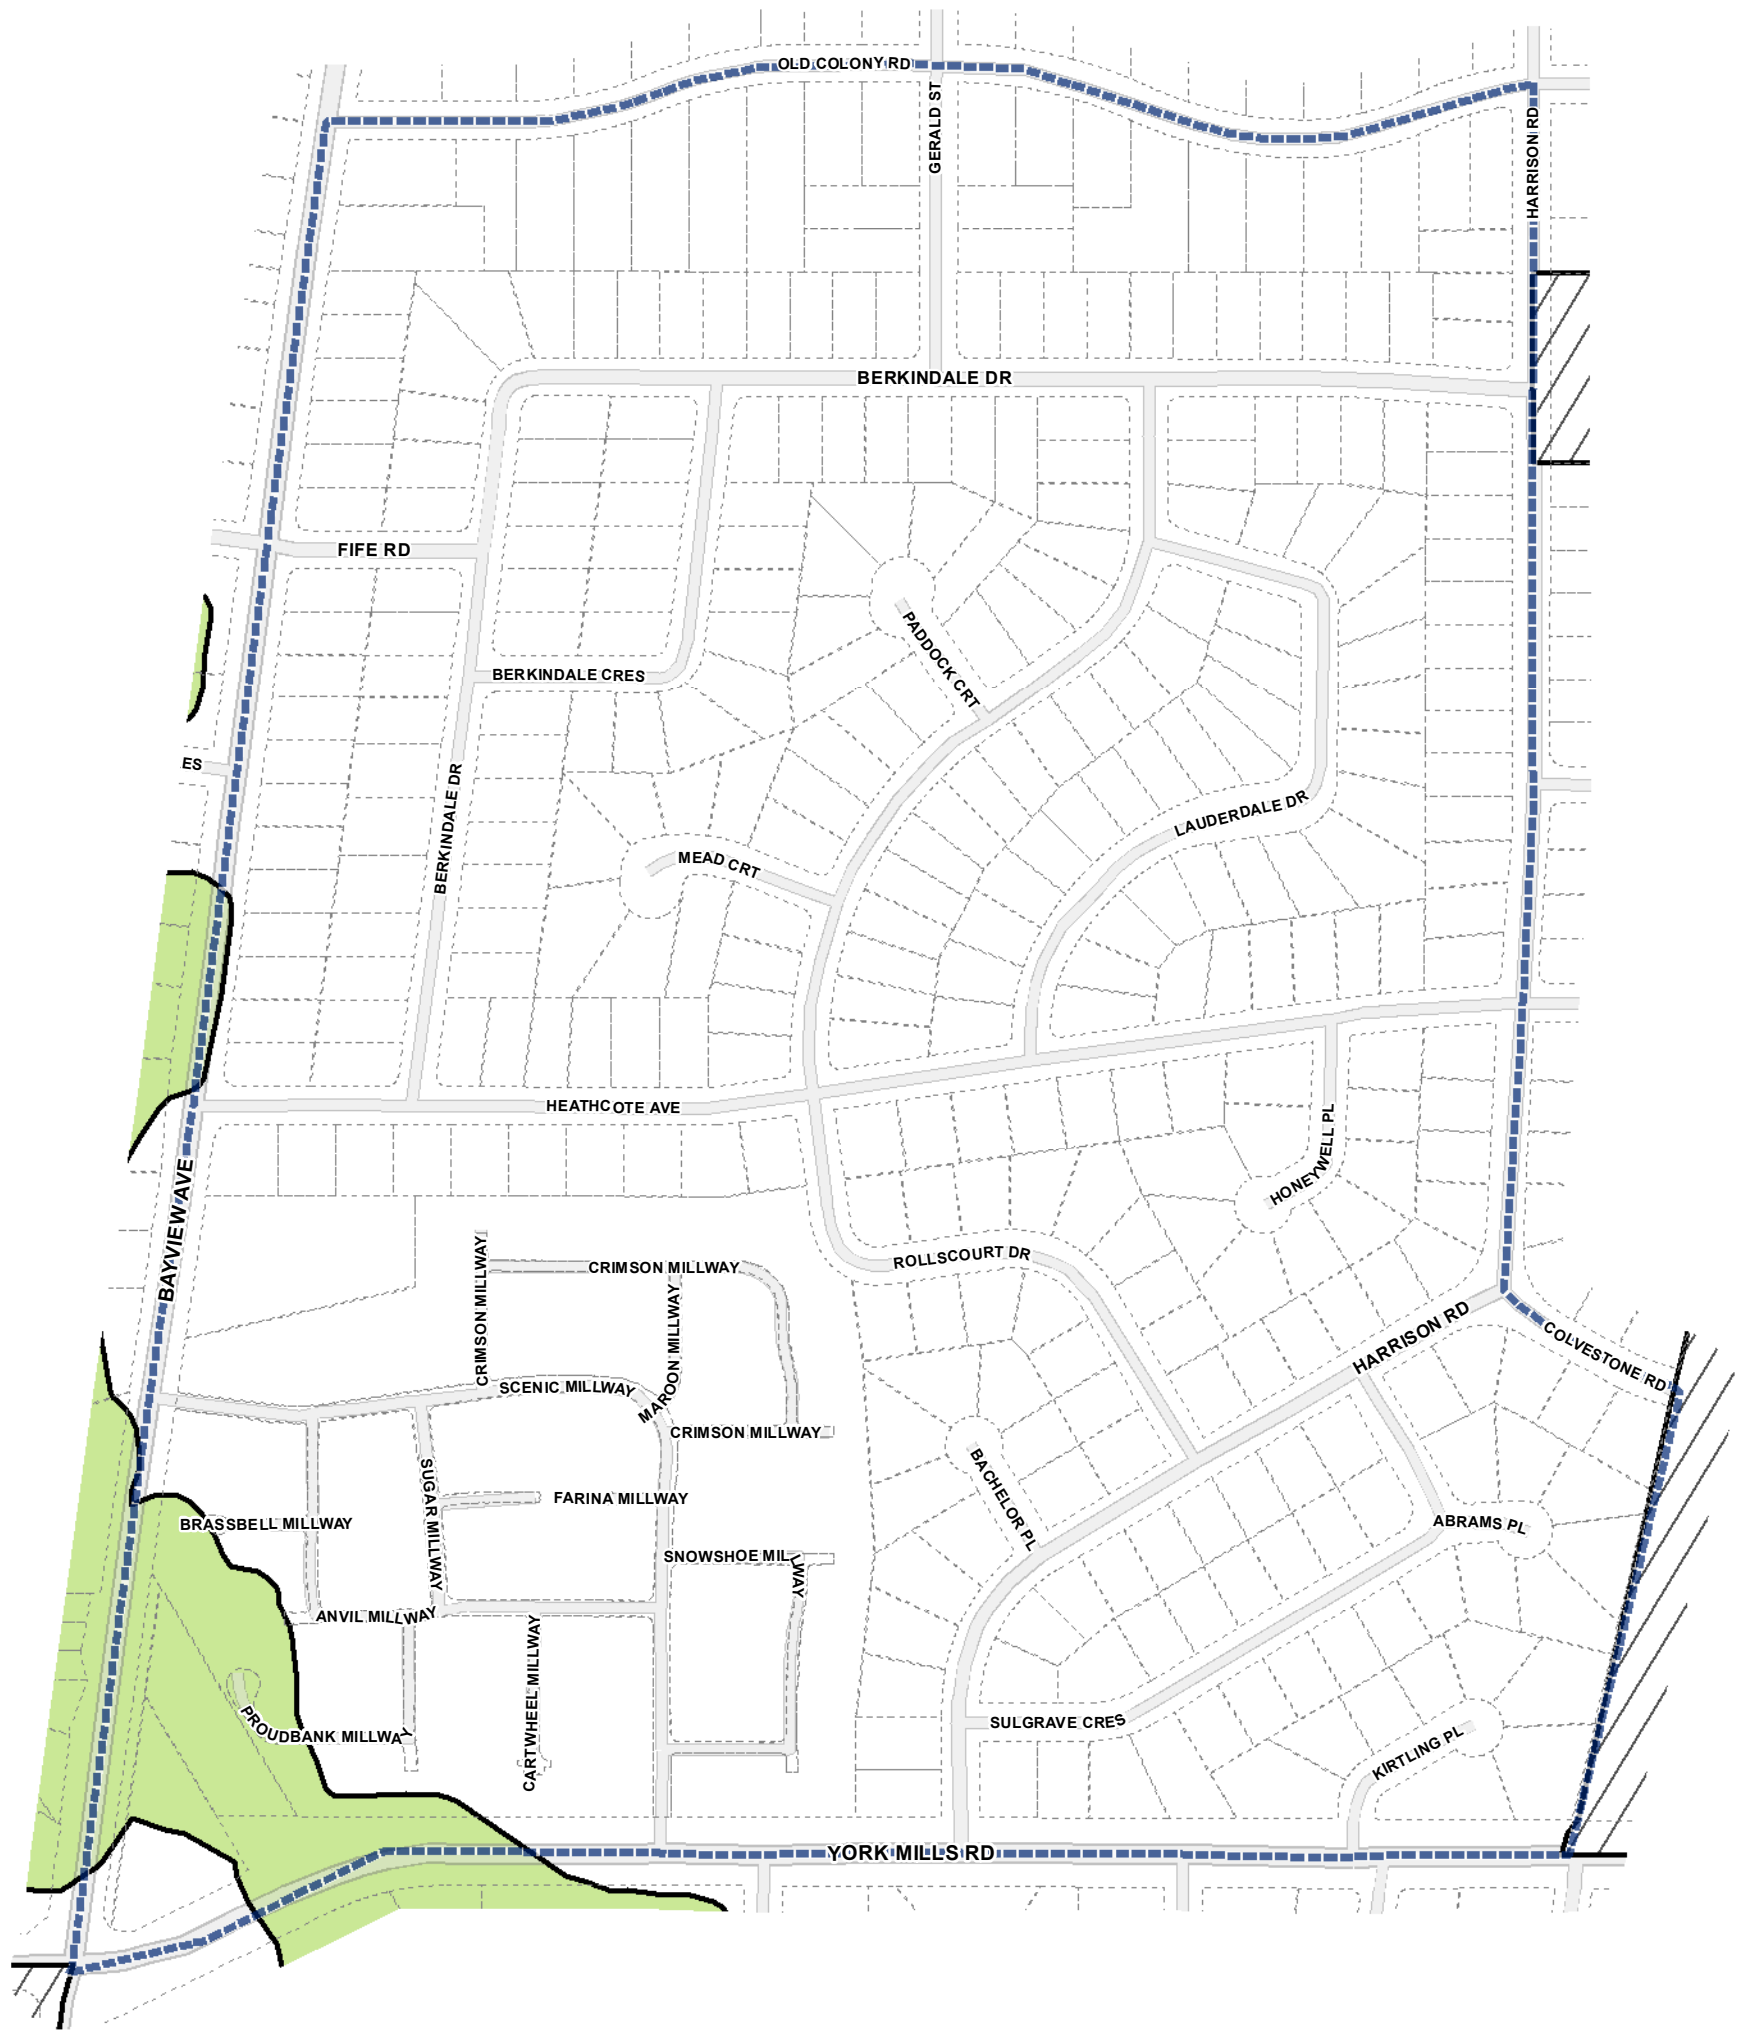 OLD COLONY RD
GERALD ST
HARRISON RD
BERKINDALE DR
FIFE RD
PADDOCK CRT
BERKINDALE CRES
ES
BERKINDALE DR
LAUDERDALE DR
MEAD CRT
HEATHCOTE AVE
HONEYWELL PL
BAYVIEW AVE
ROLLSCOURT DR
CRIMSON MILLWAY
CRIMSON MILLWAY
MAROON MILLWAY
HARRISON RD
COLVESTONE RD
SCENIC MILLWAY
CRIMSON MILLWAY
SUGAR MILLWAY
BACHELOR PL
FARINA MILLWAY
BRASSBELL MILLWAY
ABRAMS PL
SNOWSHOE MILLWAY
ANVIL MILLWAY
CARTWHEEL MILLWAY
PROUDBANK MILLWAY
SULGRAVE CRES
KIRTLING PL
YORK MILLS RD